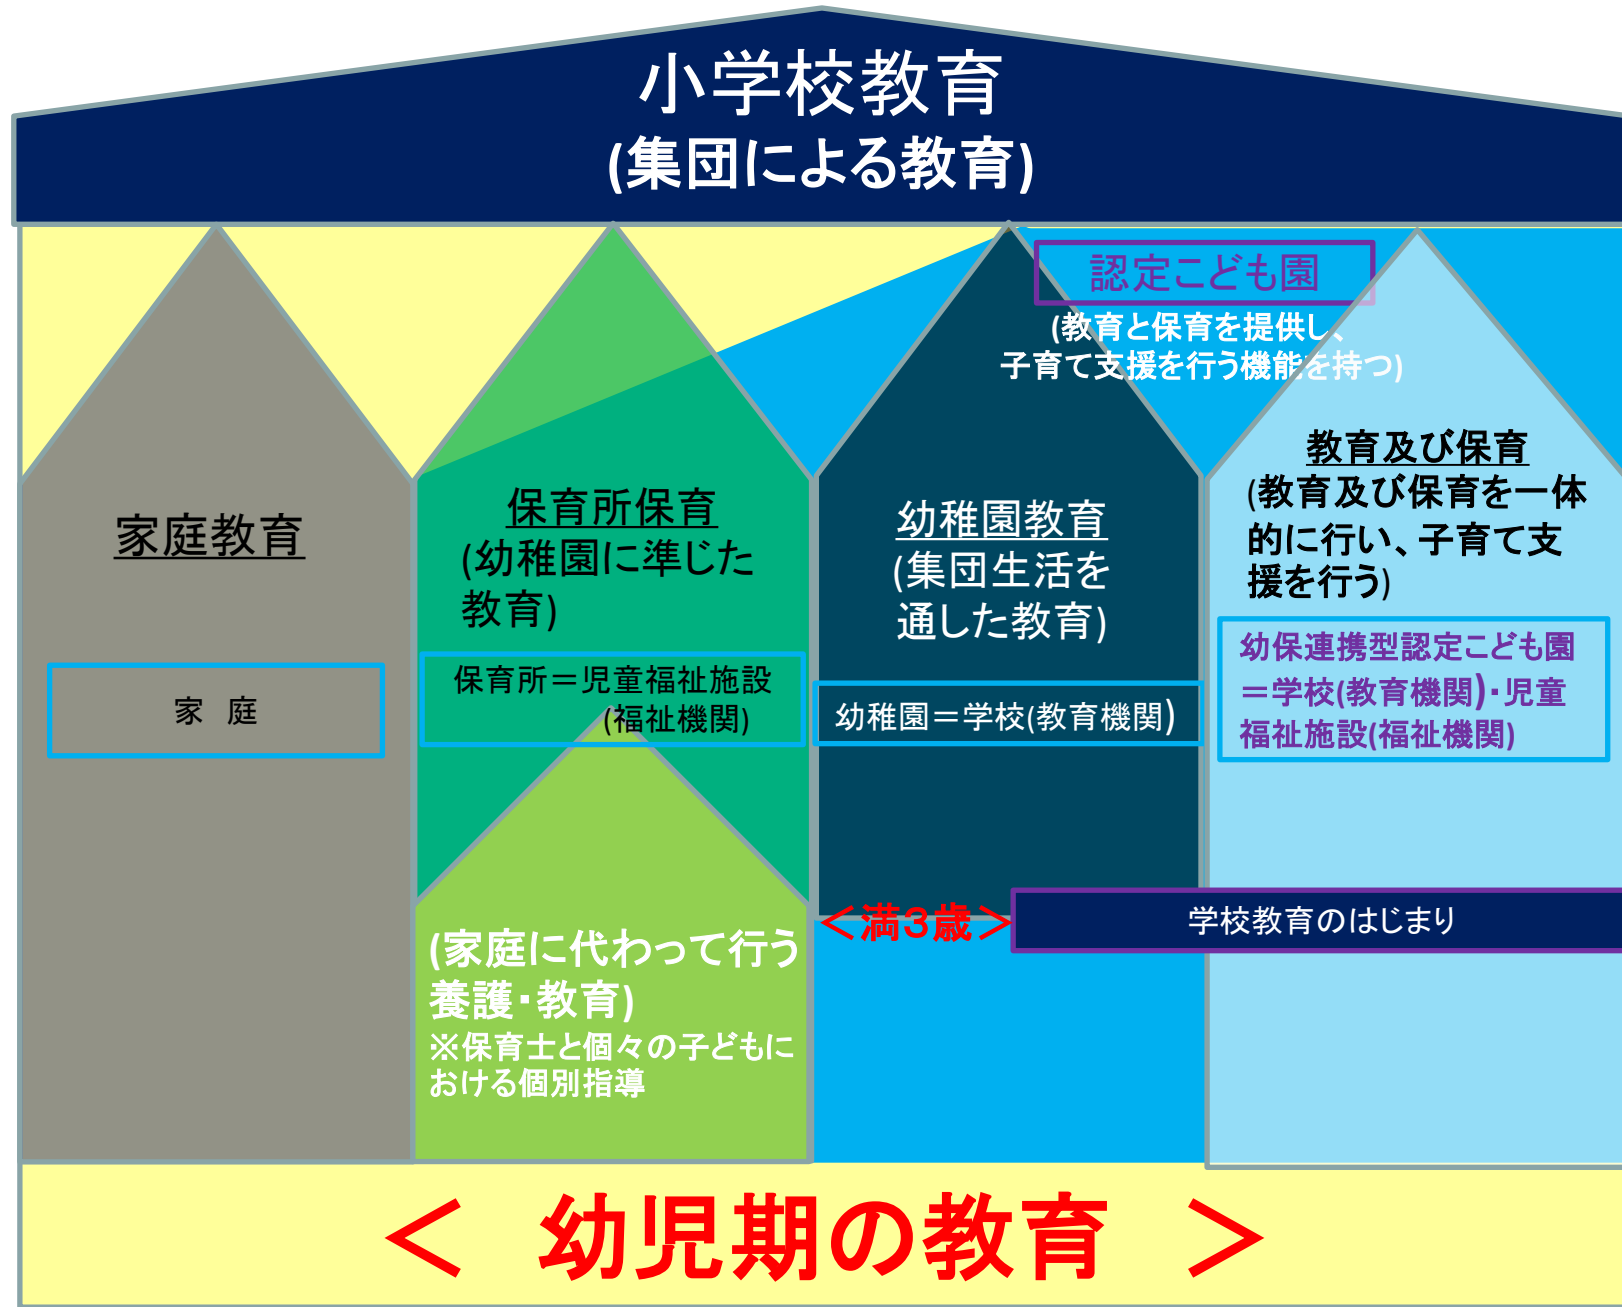 小学校教育
(集団による教育)
認定こども園
(教育と保育を提供し、
子育て支援を行う機能を持つ)
家庭教育
家　庭
保育所保育
(幼稚園に準じた
教育)
保育所＝児童福祉施設
(福祉機関)
(家庭に代わって行う
養護・教育)
※保育士と個々の子どもに
おける個別指導
幼稚園教育
(集団生活を
通した教育)
幼稚園＝学校(教育機関)
教育及び保育
(教育及び保育を一体
的に行い、子育て支
援を行う)
幼保連携型認定こども園
＝学校(教育機関)・児童
福祉施設(福祉機関)
＜満３歳＞
学校教育のはじまり
＜　幼児期の教育　＞